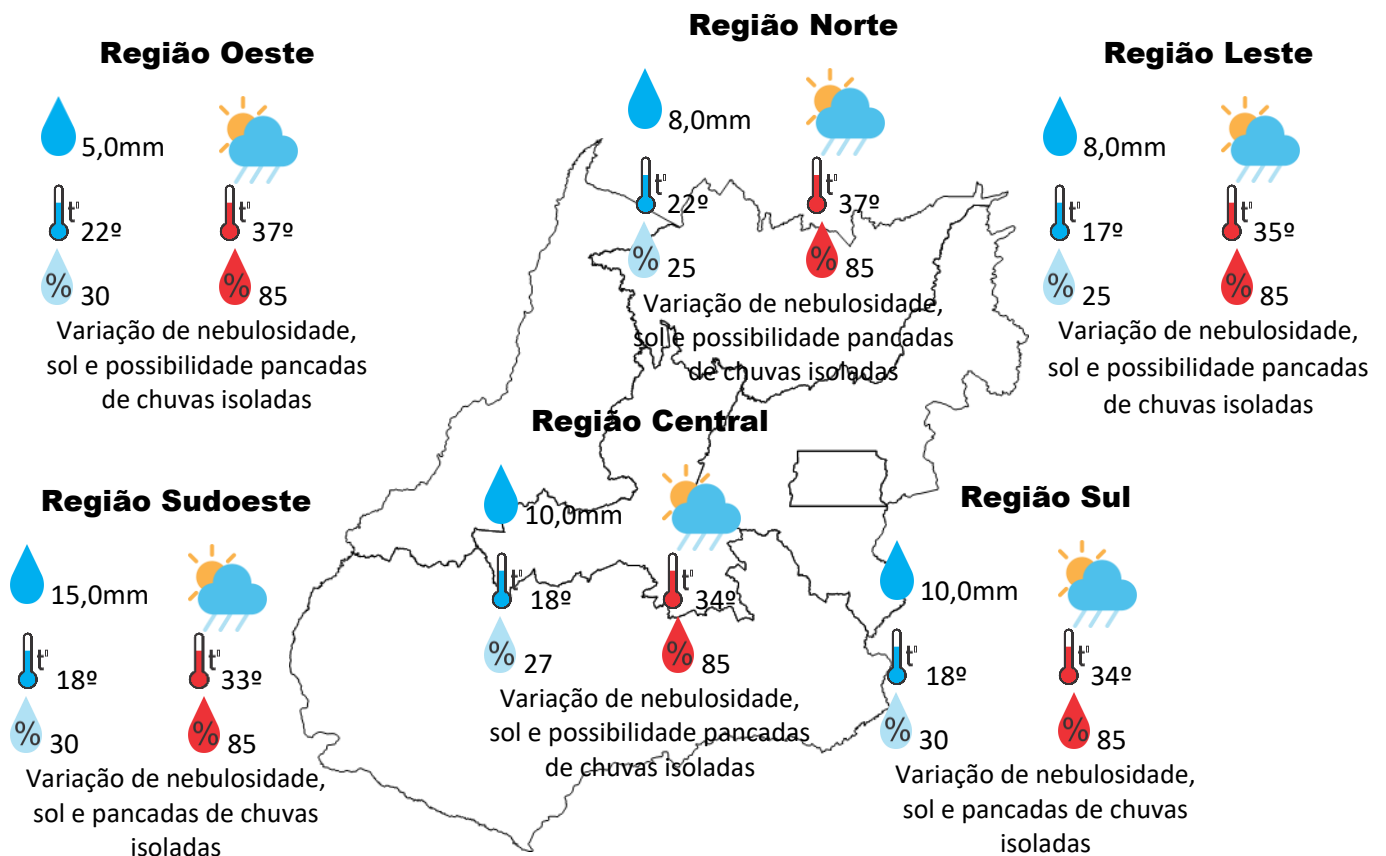 Região Oeste
5,0mm
t°
22º
t°
37º
%
30
%
85
Variação de nebulosidade,
sol e possibilidade pancadas
de chuvas isoladas
Região Norte
8,0mm
t°
22º
t°
37º
%
25
%
85
Variação de nebulosidade,
sol e possibilidade pancadas
de chuvas isoladas
Região Leste
8,0mm
t°
17º
t°
35º
%
25
%
85
Variação de nebulosidade,
sol e possibilidade pancadas
de chuvas isoladas
Região Sudoeste
15,0mm
t°
18º
t°
33º
%
30
%
85
Variação de nebulosidade,
sol e pancadas de chuvas
isoladas
Região Central
10,0mm
t°
18º
t°
34º
%
27
%
85
Variação de nebulosidade,
sol e possibilidade pancadas
de chuvas isoladas
Região Sul
10,0mm
t°
18º
t°
34º
%
30
%
85
Variação de nebulosidade,
sol e pancadas de chuvas
isoladas